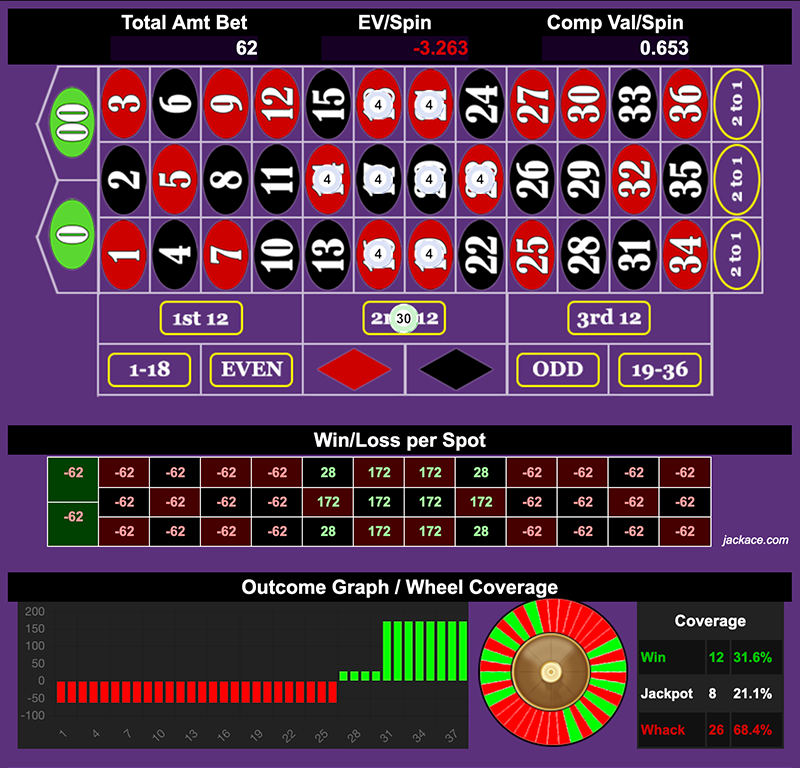 Total Amt Bet EV/Spin Comp Val/Spin
62 -3.263 0.653
00 3 6 9 12 15 4 4 24 27 30 33 36 2 to 1
2 5 8 11 4 4 4 4 26 29 32 35 2 to 1
0 1 4 7 10 13 4 4 22 25 28 31 34 2 to 1
1st 12 30 12 3rd 12
1-18 EVEN ODD 19-36
Win/Loss per Spot
-62 -62 -62 -62 -62 28 172 172 28 -62 -62 -62 -62
-62 -62 -62 -62 172 172 172 172 -62 -62 -62 -62
-62 -62 -62 -62 -62 28 172 172 28 -62 -62 -62 -62
jackace.com
Outcome Graph / Wheel Coverage
200
150
100
50
0
-50
-100
1 4 7 10 13 16 19 22 25 28 31 34 37
Coverage
Win 12 31.6%
Jackpot 8 21.1%
Whack 26 68.4%